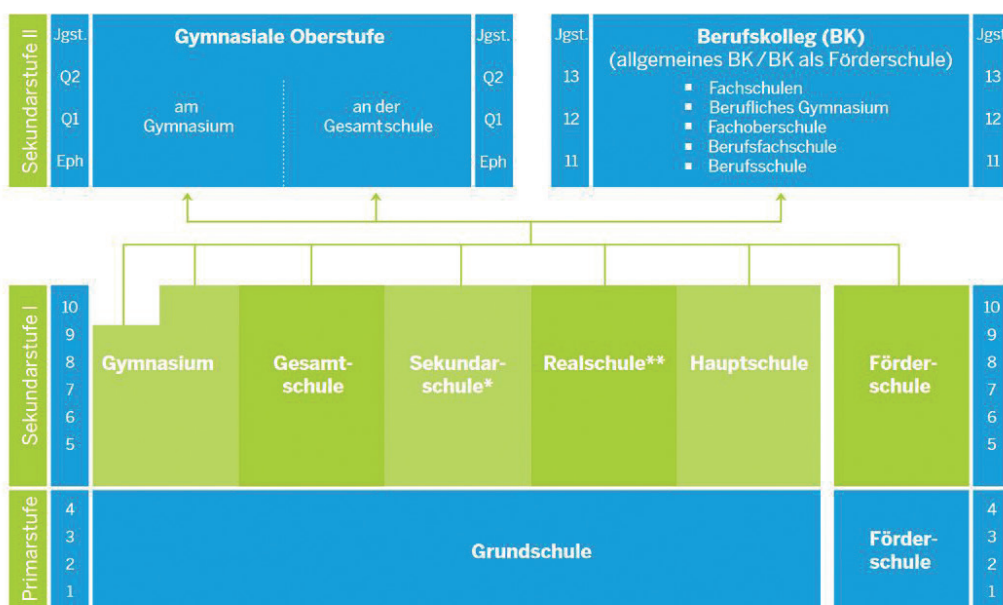 Sekundarstufe II
Jgst.
Q2
Q1
Eph
Gymnasiale Oberstufe
am
Gymnasium
an der
Gesamtschule
Jgst.
Q2
Q1
Eph
Jgst.
13
12
11
Berufskolleg (BK)
(allgemeines BK/BK als Förderschule)
▪ Fachschulen
▪ Berufliches Gymnasium
▪ Fachoberschule
▪ Berufsfachschule
▪ Berufsschule
Jgst.
13
12
11
Sekundarstufe I
10
9
8
7
6
5
Gymnasium
Gesamt-
schule
Sekundar-
schule*
Realschule**
Hauptschule
Förder-
schule
10
9
8
7
6
5
Primarstufe
4
3
2
1
Grundschule
Förder-
schule
4
3
2
1